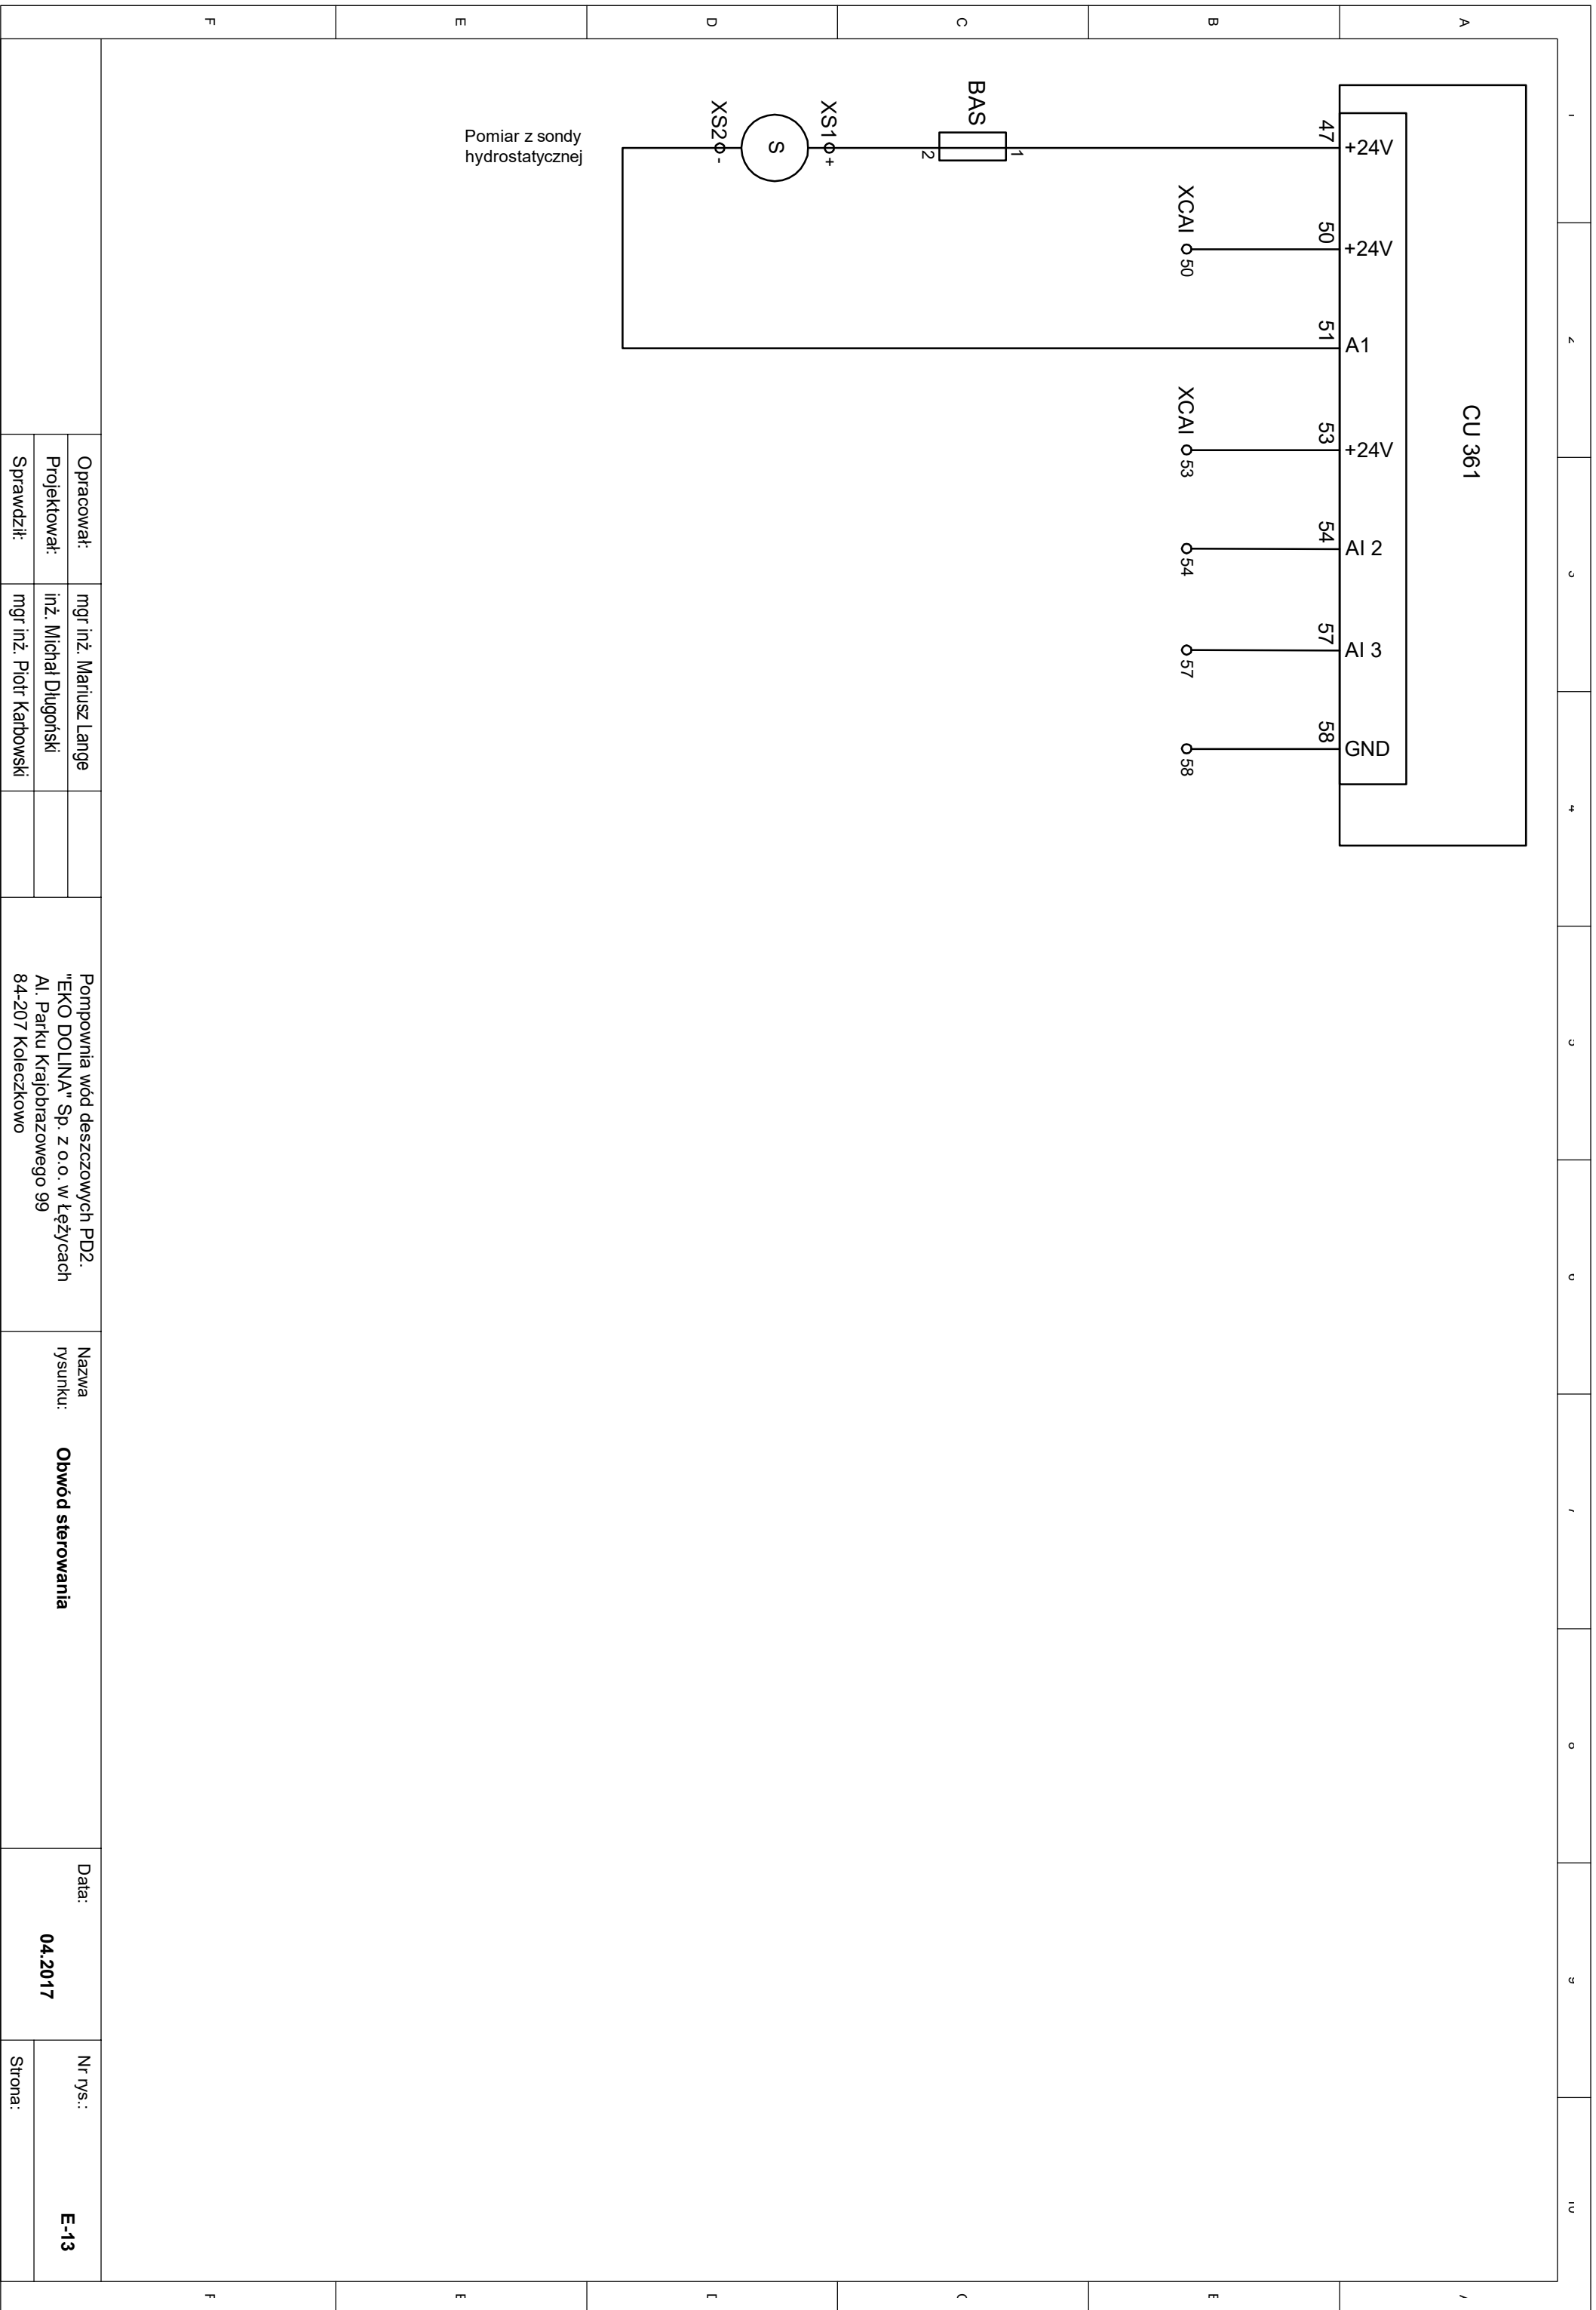 1
2
3
4
5
6
7
8
9
10
A
B
C
D
E
F
CU 361
+24V
+24V
A1
+24V
AI 2
AI 3
GND
47
50
51
53
54
57
58
XCAI
50
XCAI
53
54
57
58
BAS
1
2
XS1
+
S
XS2
-
Pomiar z sondy
hydrostatycznej
Opracował:
mgr inż. Mariusz Lange
Projektował:
inż. Michał Długoński
Sprawdził:
mgr inż. Piotr Karbowski
Pompownia wód deszczowych PD2.
"EKO DOLINA" Sp. z o.o. w Łężycach
Al. Parku Krajobrazowego 99
84-207 Koleczkowo
Nazwa
rysunku:
Obwód sterowania
Data:
04.2017
Nr rys.:
E-13
Strona: